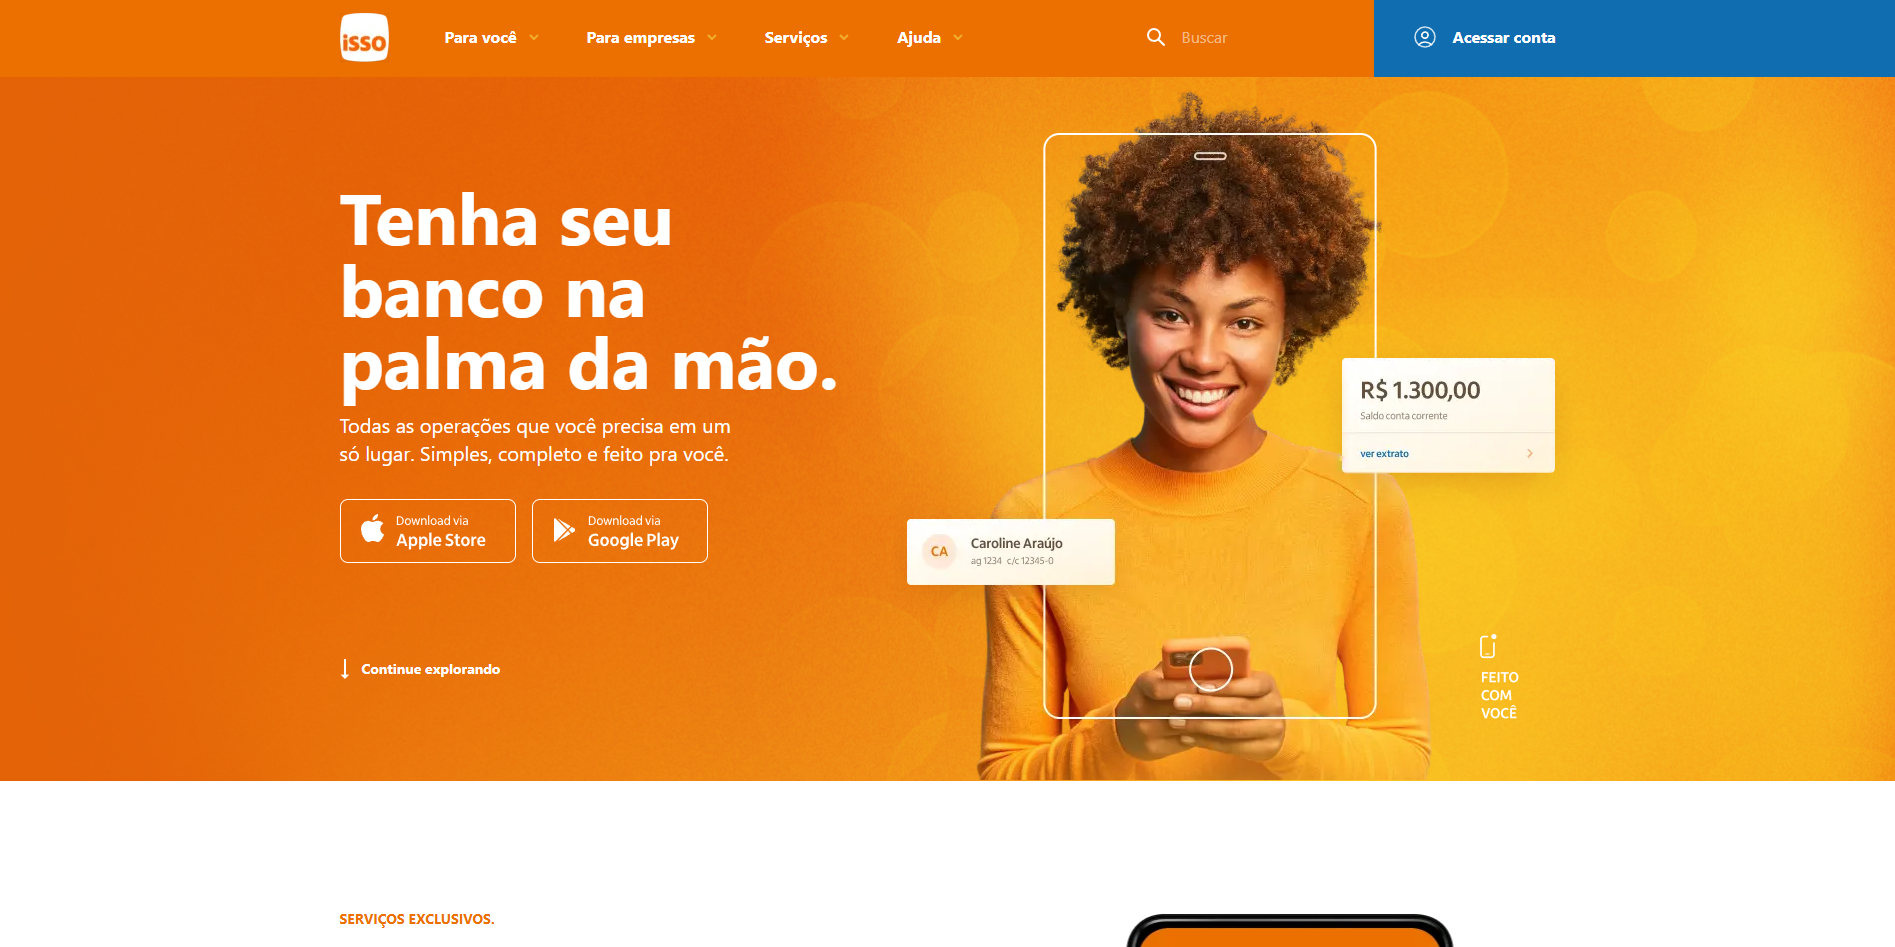 isso
Para você
Para empresas
Serviços
Ajuda
Buscar
Acessar conta
Tenha seu
banco na
palma da mão.
Todas as operações que você precisa em um
só lugar. Simples, completo e feito pra você.
Download via
Apple Store
Download via
Google Play
Continue explorando
R$ 1.300,00
Saldo conta corrente
ver extrato
CA
Caroline Araújo
ag 1234 c/c 12345-0
FEITO
COM
VOCÊ
SERVIÇOS EXCLUSIVOS.